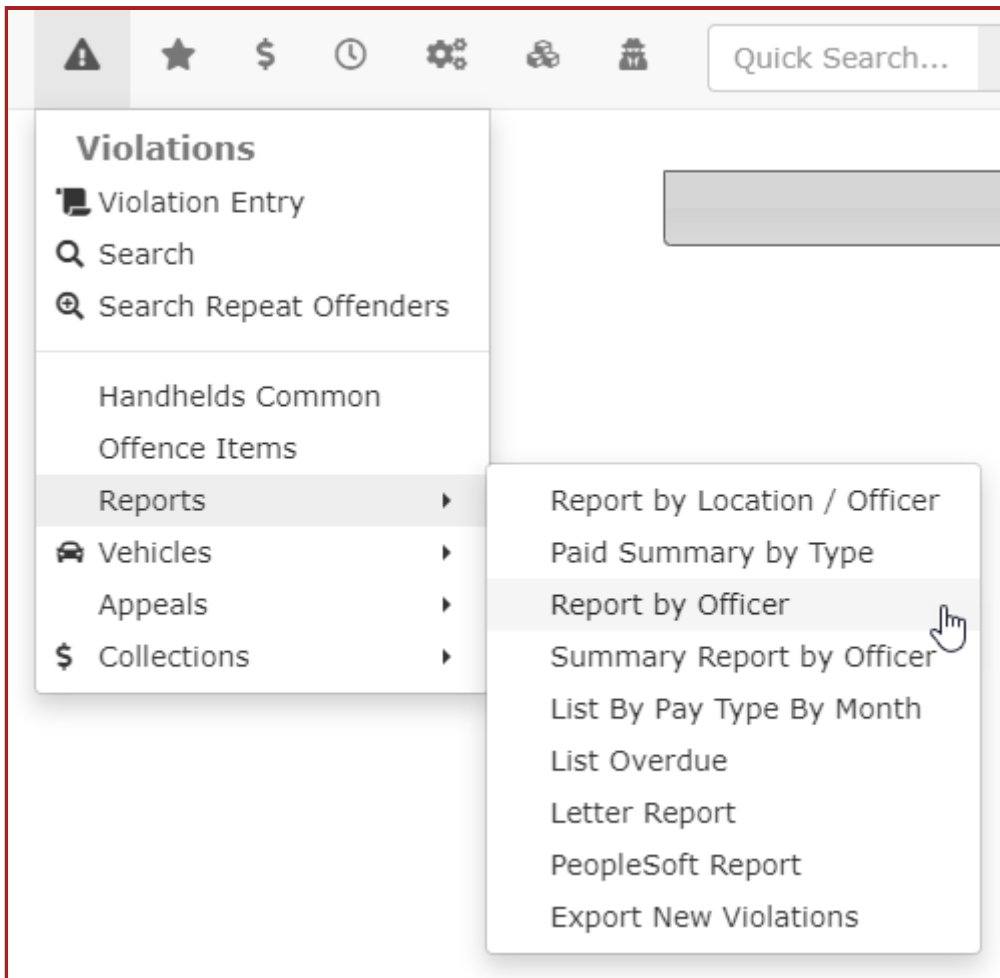 Quick Search...
Violations
Violation Entry
Search
Search Repeat Offenders
Handhelds Common
Offence Items
Reports
Vehicles
Appeals
$ Collections
Report by Location / Officer
Paid Summary by Type
Report by Officer
Summary Report by Officer
List By Pay Type By Month
List Overdue
Letter Report
PeopleSoft Report
Export New Violations